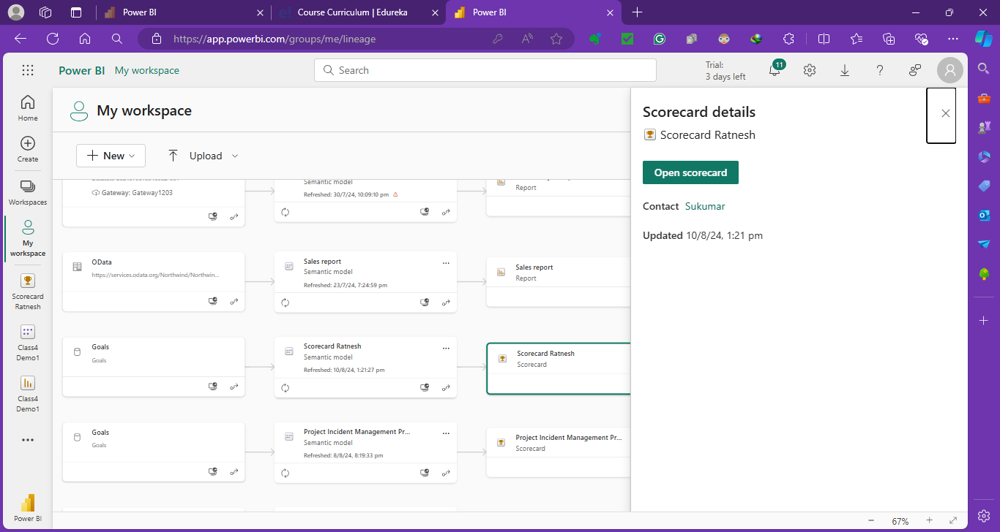 Power BI
Course Curriculum | Edureka
Power BI
https://app.powerbi.com/groups/me/lineage
Power BI My workspace
Search
Trial:
3 days left
11
Home
Create
Workspaces
My
workspace
Scorecard
Ratnesh
Class4
Demo1
Class4
Demo1
Power BI
My workspace
New
Upload
Gateway: Gateway1203
Semantic model
Refreshed: 30/7/24, 10:09:10 pm
Report
OData
https://services.odata.org/Northwind/Northwin...
Sales report
Semantic model
Refreshed: 23/7/24, 7:24:59 pm
Sales report
Report
Goals
Goals
Scorecard Ratnesh
Semantic model
Refreshed: 10/8/24, 1:21:27 pm
Scorecard Ratnesh
Scorecard
Goals
Goals
Project Incident Management Pr...
Semantic model
Refreshed: 8/8/24, 8:19:33 pm
Project Incident Management Pr...
Scorecard
Scorecard details
Scorecard Ratnesh
Open scorecard
Contact Sukumar
Updated 10/8/24, 1:21 pm
67%